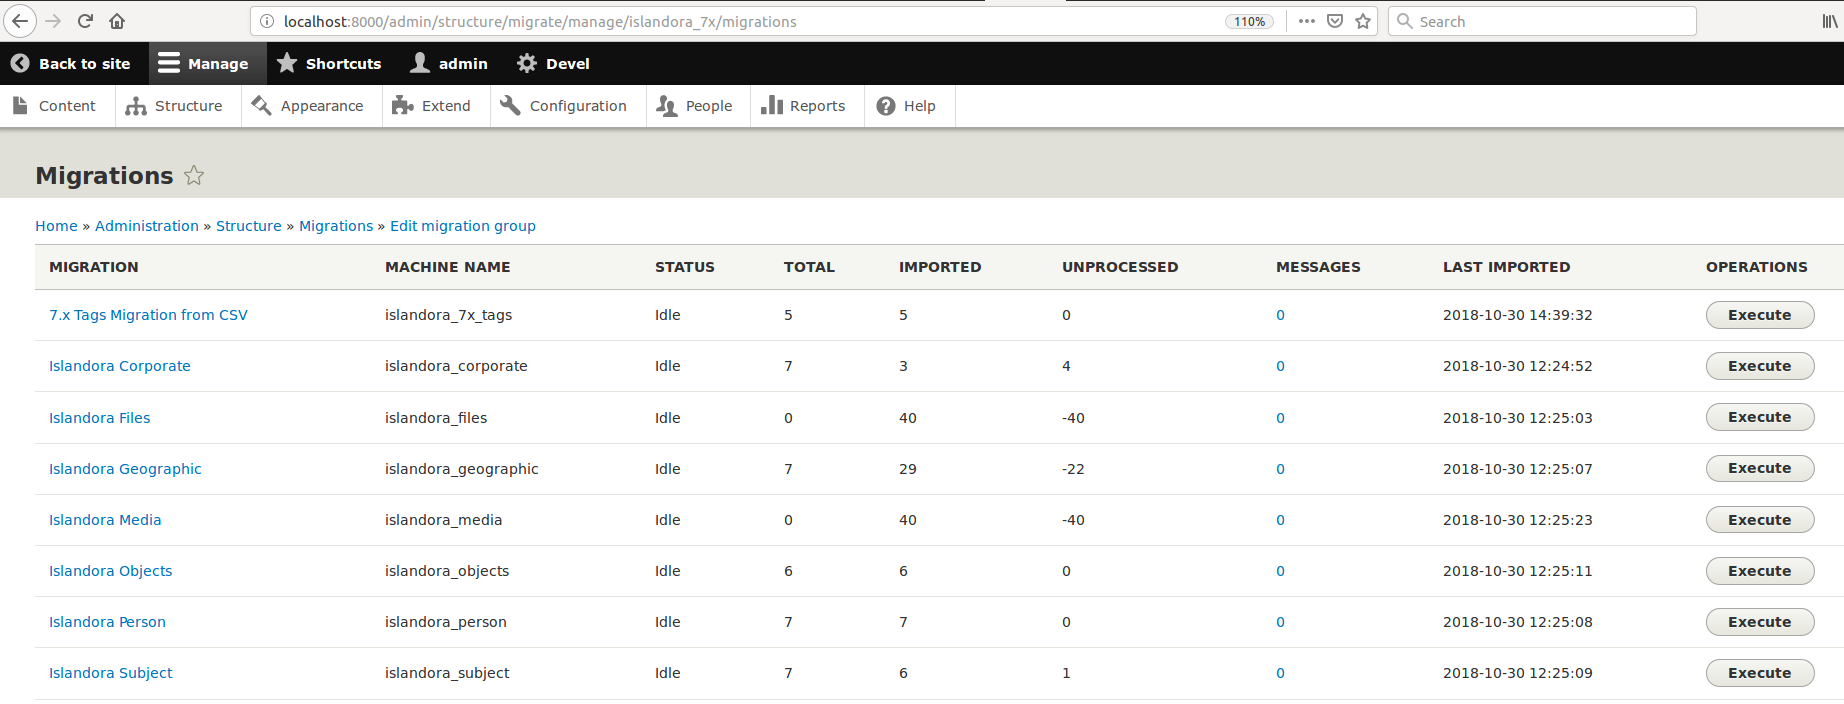 localhost:8000/admin/structure/migrate/manage/islandora_7x/migrations 110% Search
Back to site Manage Shortcuts admin Devel
Content Structure Appearance Extend Configuration People Reports Help
Migrations
Home » Administration » Structure » Migrations » Edit migration group
MIGRATION MACHINE NAME STATUS TOTAL IMPORTED UNPROCESSED MESSAGES LAST IMPORTED OPERATIONS
7.x Tags Migration from CSV islandora_7x_tags Idle 5 5 0 0 2018-10-30 14:39:32 Execute
Islandora Corporate islandora_corporate Idle 7 3 4 0 2018-10-30 12:24:52 Execute
Islandora Files islandora_files Idle 0 40 -40 0 2018-10-30 12:25:03 Execute
Islandora Geographic islandora_geographic Idle 7 29 -22 0 2018-10-30 12:25:07 Execute
Islandora Media islandora_media Idle 0 40 -40 0 2018-10-30 12:25:23 Execute
Islandora Objects islandora_objects Idle 6 6 0 0 2018-10-30 12:25:11 Execute
Islandora Person islandora_person Idle 7 7 0 0 2018-10-30 12:25:08 Execute
Islandora Subject islandora_subject Idle 7 6 1 0 2018-10-30 12:25:09 Execute